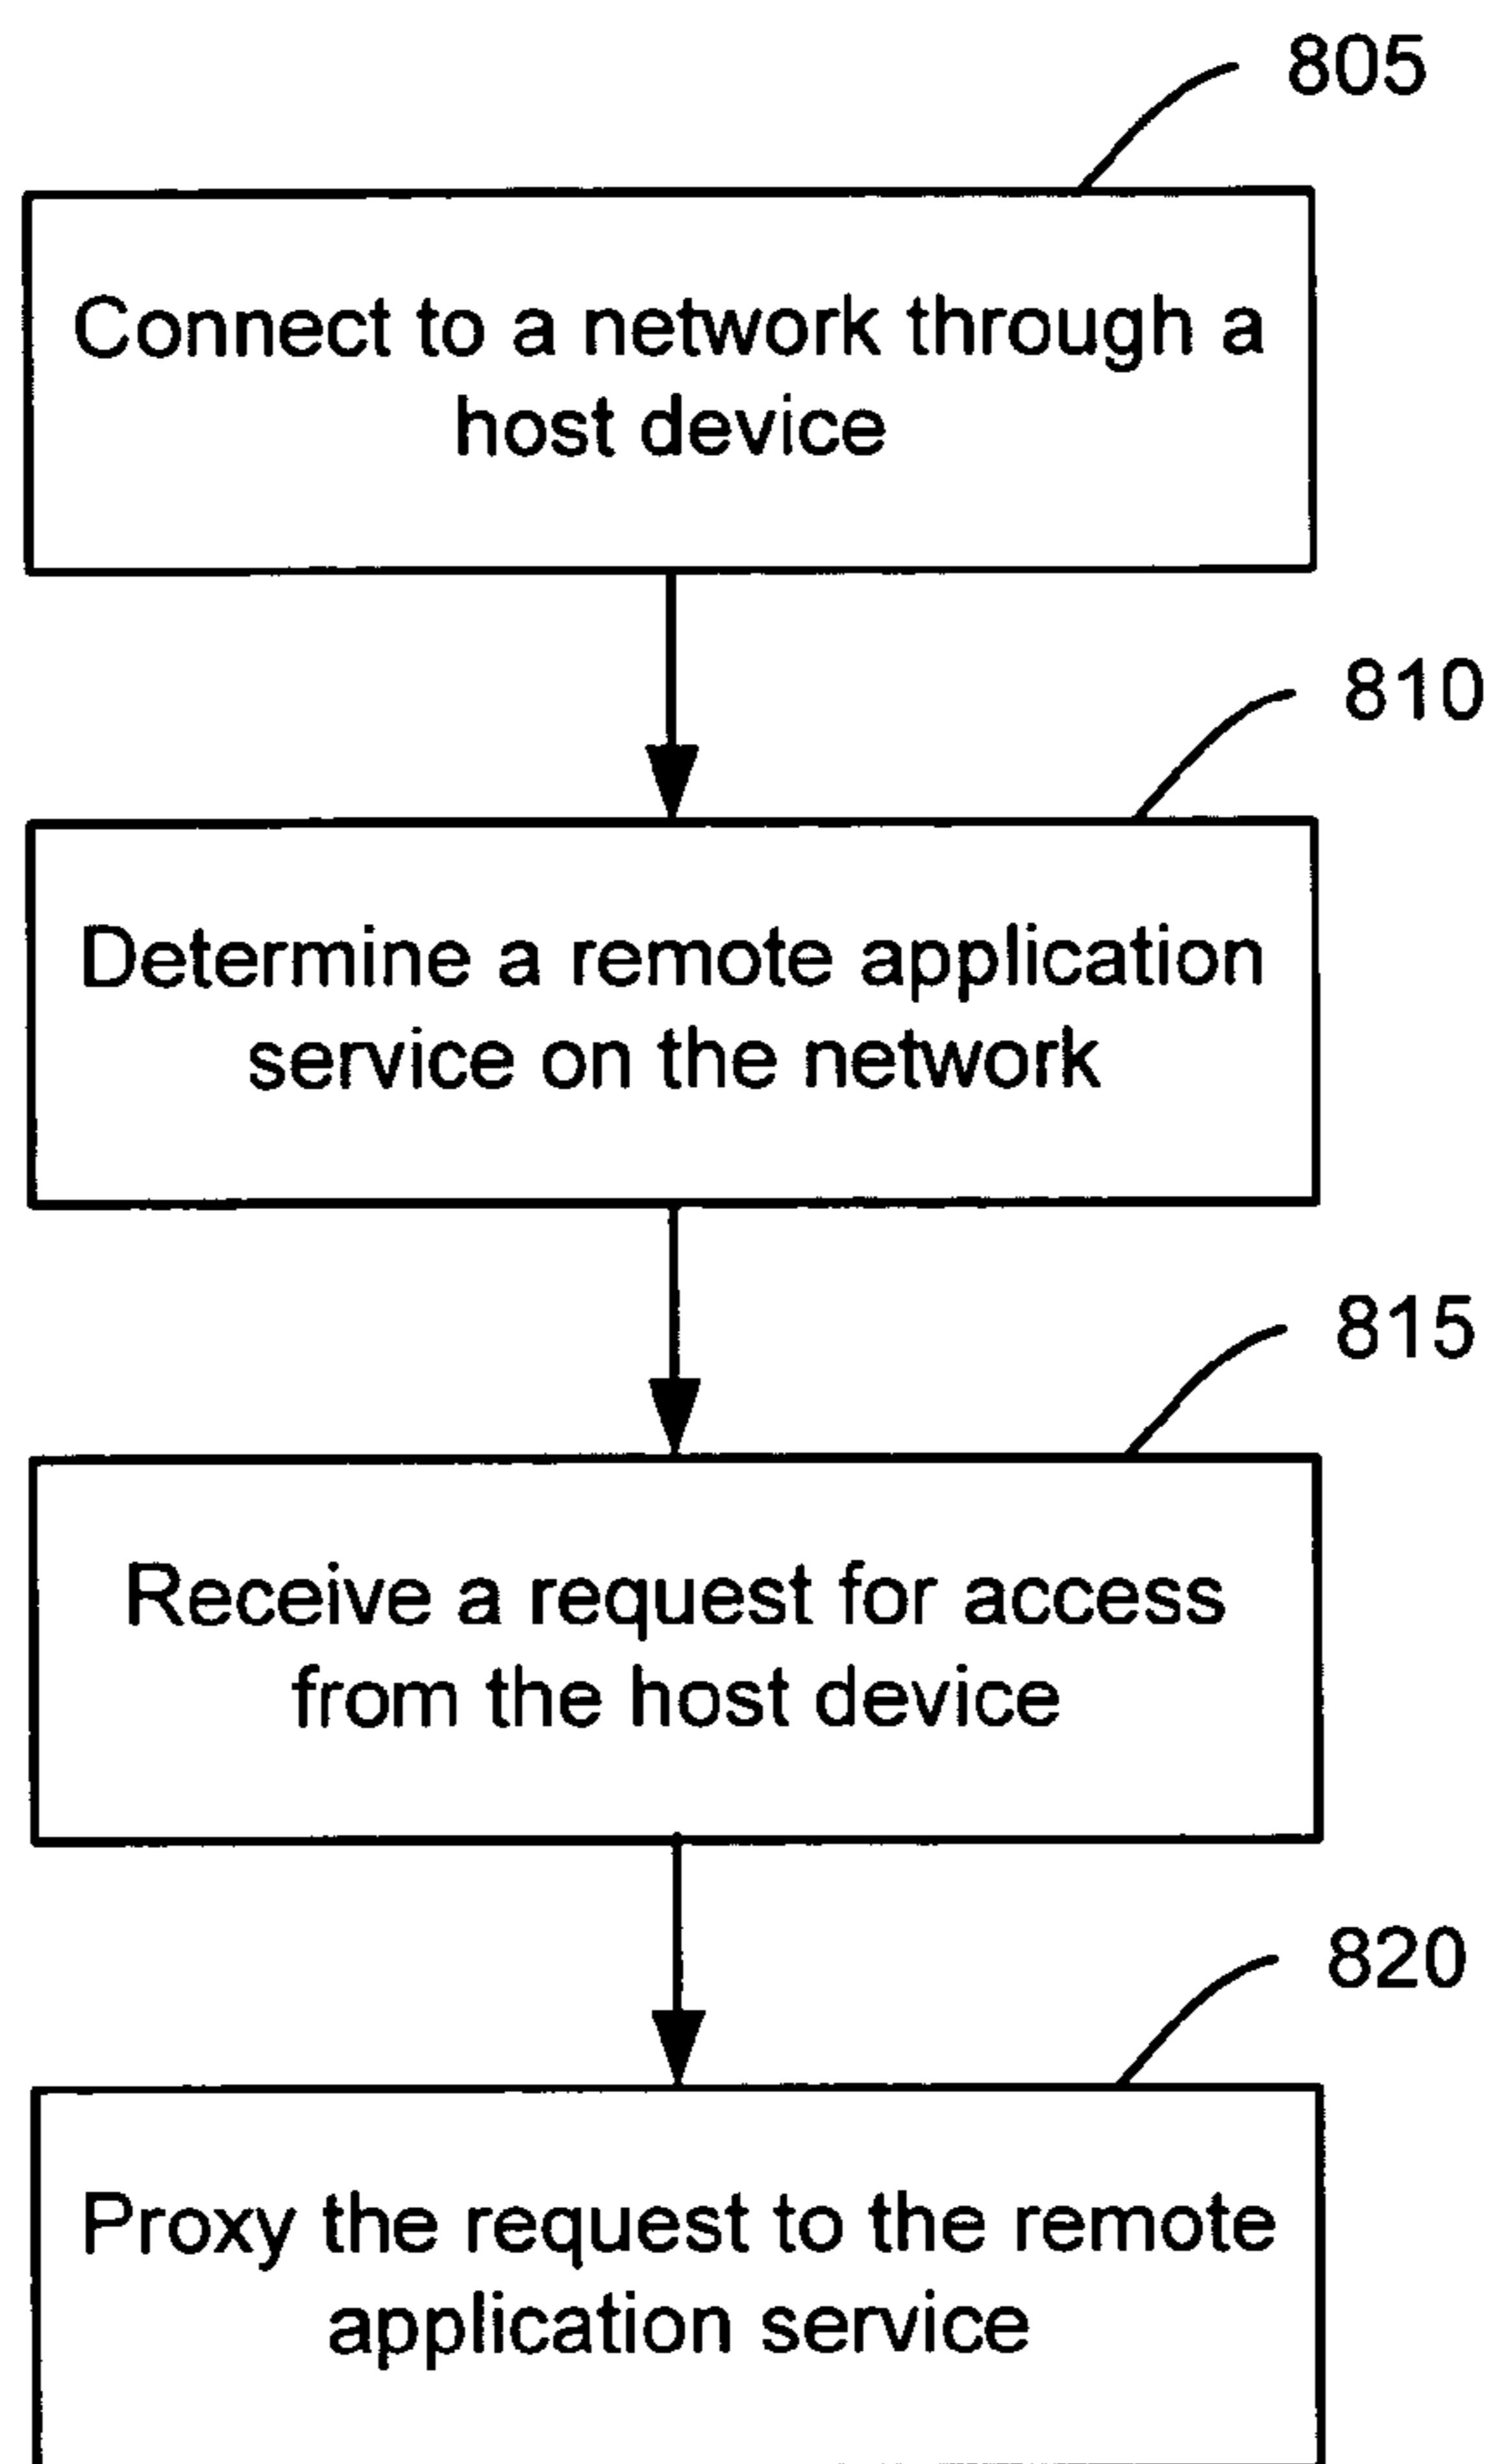 805
Connect to a network through a
host device
810
Determine a remote application
service on the network
815
Receive a request for access
from the host device
820
Proxy the request to the remote
application service